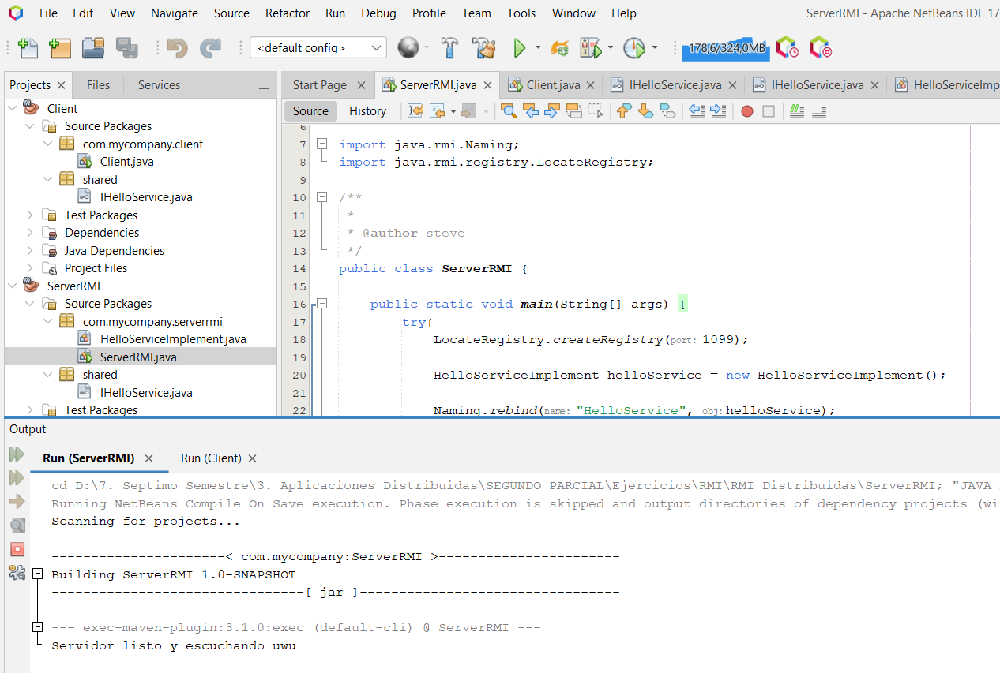 File Edit View Navigate Source Refactor Run Debug Profile Team Tools Window Help ServerRMI - Apache NetBeans IDE 17
<default config> 178,6/324,0MB
Projects Files Services
Start Page ServerRMI.java Client.java IHelloService.java IHelloService.java HelloServiceImp
Source History
Client
Source Packages
com.mycompany.client
Client.java
shared
IHelloService.java
Test Packages
Dependencies
Java Dependencies
Project Files
ServerRMI
Source Packages
com.mycompany.serverrmi
HelloServiceImplement.java
ServerRMI.java
shared
IHelloService.java
Test Packages
6
7 import java.rmi.Naming;
8 import java.rmi.registry.LocateRegistry;
9
10 /**
11 *
12 * @author steve
13 */
14 public class ServerRMI {
15
16 public static void main(String[] args) {
17 try{
18 LocateRegistry.createRegistry(port: 1099);
19
20 HelloServiceImplement helloService = new HelloServiceImplement();
21
22 Naming.rebind(name: "HelloService", obj: helloService);
Output
Run (ServerRMI) Run (Client)
cd D:\7. Septimo Semestre\3. Aplicaciones Distribuidas\SEGUNDO PARCIAL\Ejercicios\RMI\RMI_Distribuidas\ServerRMI; "JAVA_
Running NetBeans Compile On Save execution. Phase execution is skipped and output directories of dependency projects (wi
Scanning for projects...
----------------------< com.mycompany:ServerRMI >-----------------------
Building ServerRMI 1.0-SNAPSHOT
--------------------------------[ jar ]---------------------------------
--- exec-maven-plugin:3.1.0:exec (default-cli) @ ServerRMI ---
Servidor listo y escuchando uwu